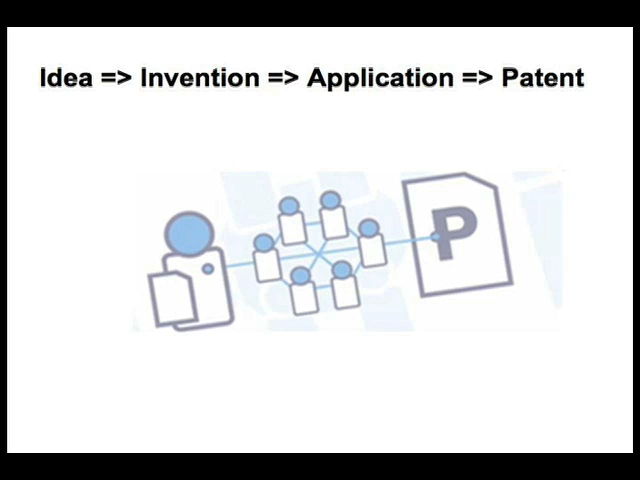 Idea => Invention => Application => Patent
P